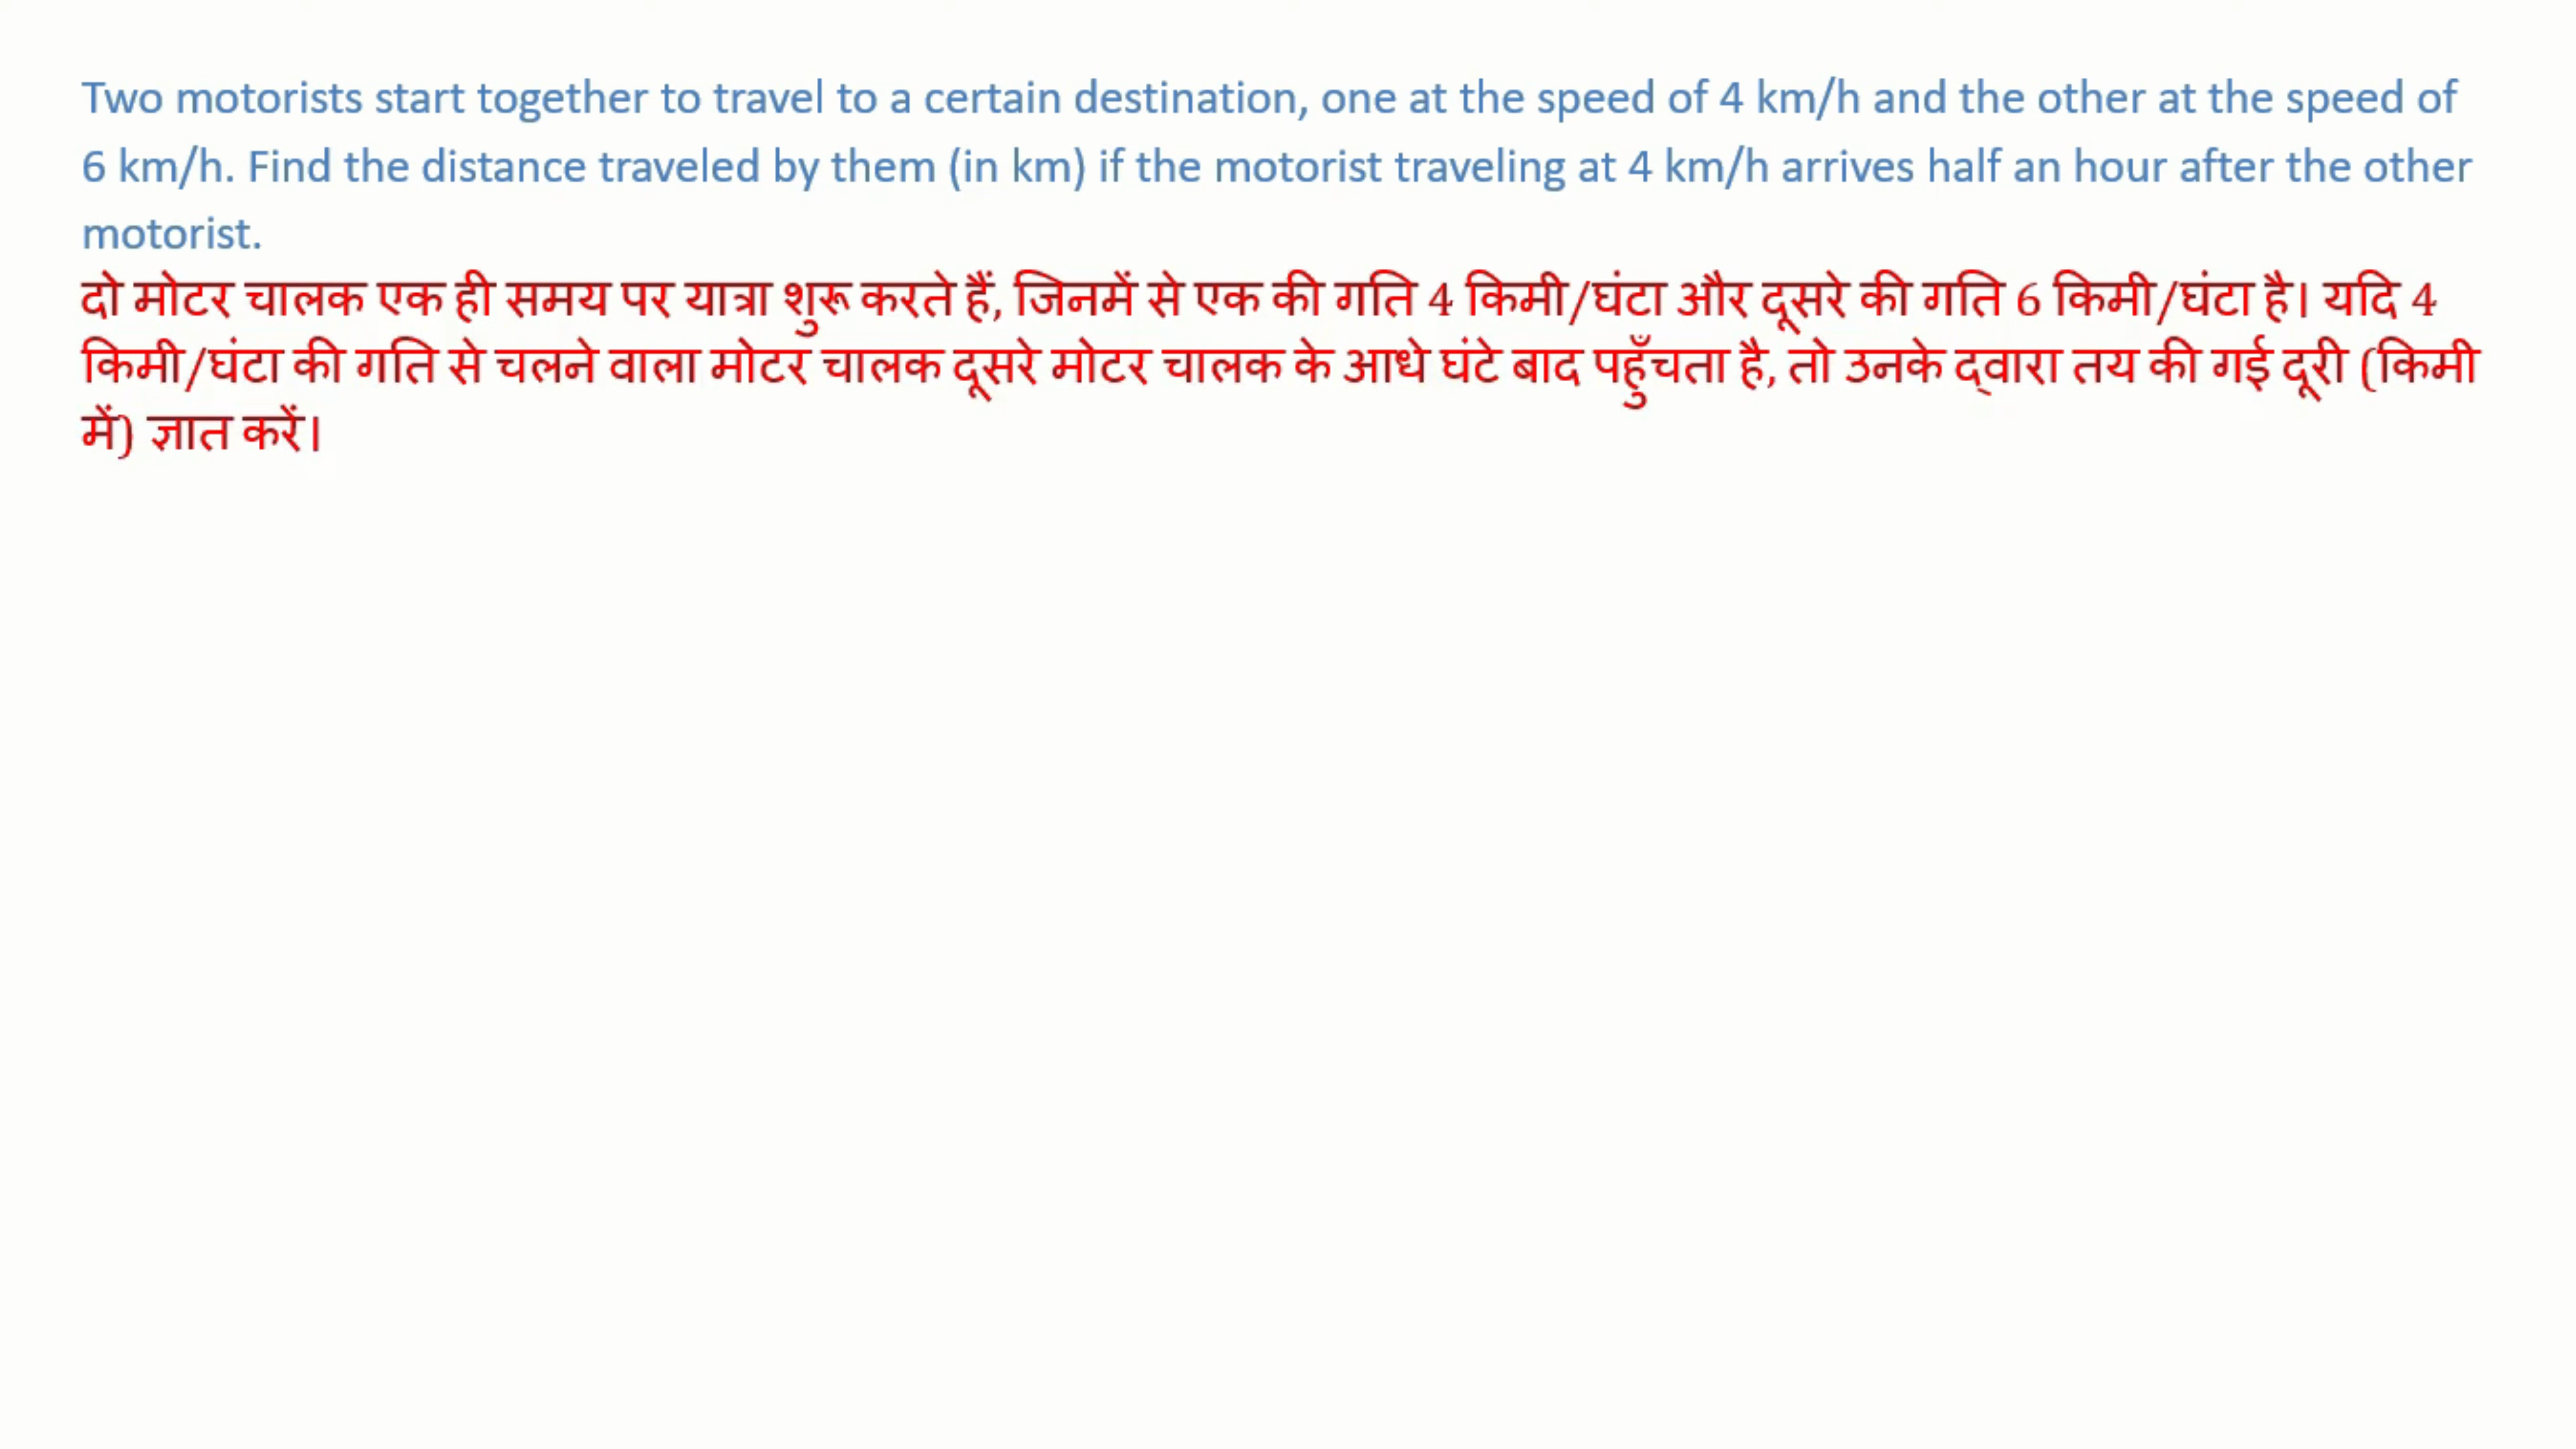 Two motorists start together to travel to a certain destination, one at the speed of 4 km/h and the other at the speed of
6 km/h. Find the distance traveled by them (in km) if the motorist traveling at 4 km/h arrives half an hour after the other
motorist.
दो मोटर चालक एक ही समय पर यात्रा शुरू करते हैं, जिनमें से एक की गति 4 किमी/घंटा और दूसरे की गति 6 किमी/घंटा है। यदि 4
किमी/घंटा की गति से चलने वाला मोटर चालक दूसरे मोटर चालक के आधे घंटे बाद पहुँचता है, तो उनके द्वारा तय की गई दूरी (किमी
में) ज्ञात करें।